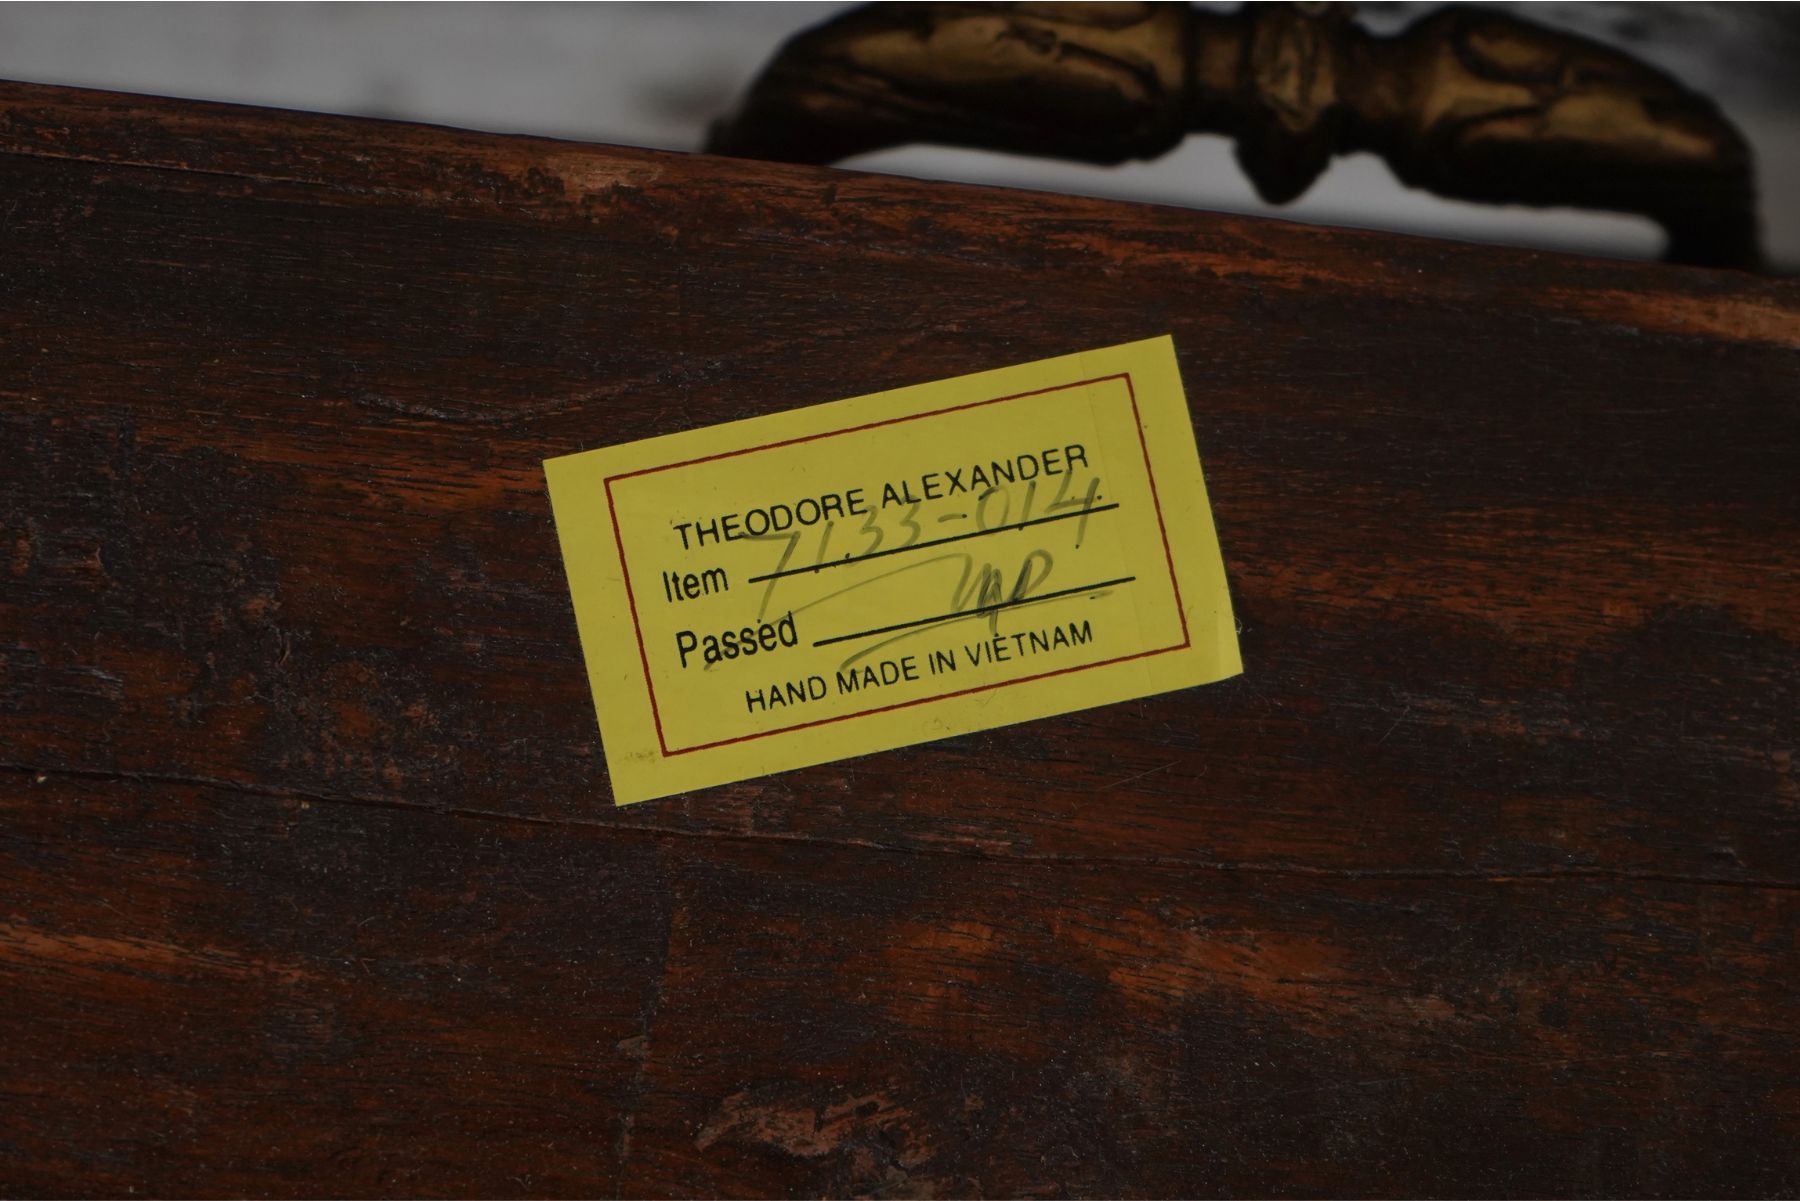 THEODORE ALEXANDER
Item 7133-014
Passed
HAND MADE IN VIETNAM